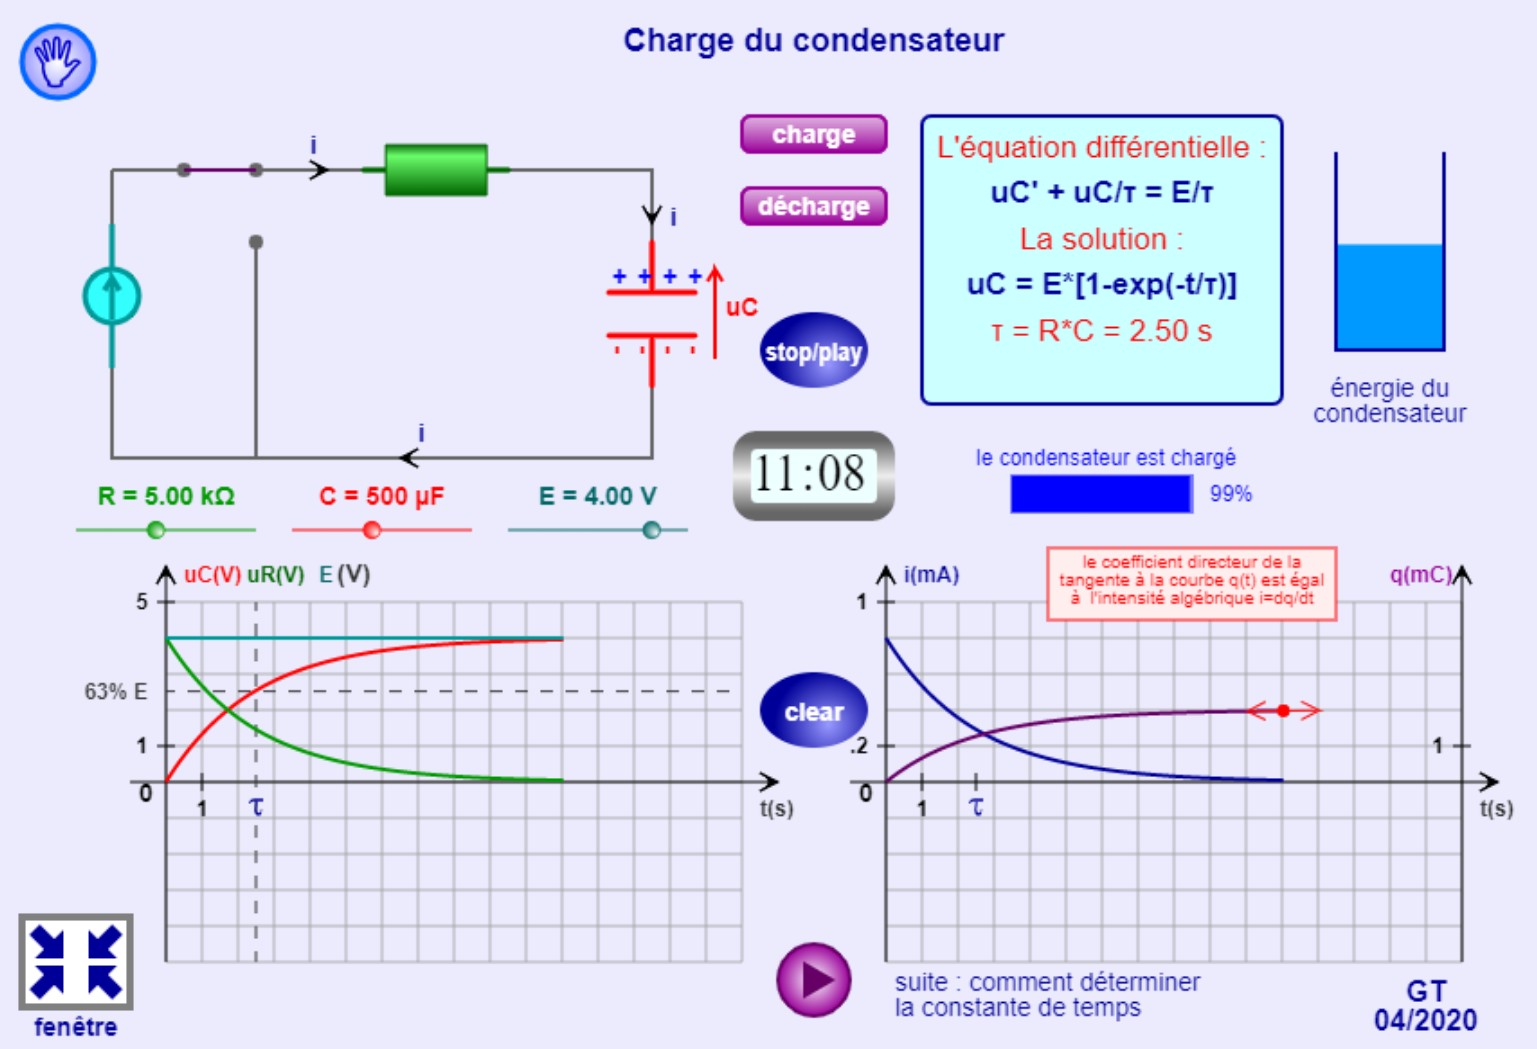 Charge du condensateur
i
i
uC
i
+ + + +
charge
décharge
stop/play
L'équation différentielle :
uC' + uC/τ = E/τ
La solution :
uC = E*[1-exp(-t/τ)]
τ = R*C = 2.50 s
énergie du
condensateur
11:08
le condensateur est chargé
99%
R = 5.00 kΩ
C = 500 µF
E = 4.00 V
uC(V) uR(V) E (V)
5
63% E
1
0
1
τ
t(s)
clear
i(mA)
le coefficient directeur de la
tangente à la courbe q(t) est égal
à l'intensité algébrique i=dq/dt
q(mC)
1
.2
1
0
1
τ
t(s)
fenêtre
suite : comment déterminer
la constante de temps
GT
04/2020